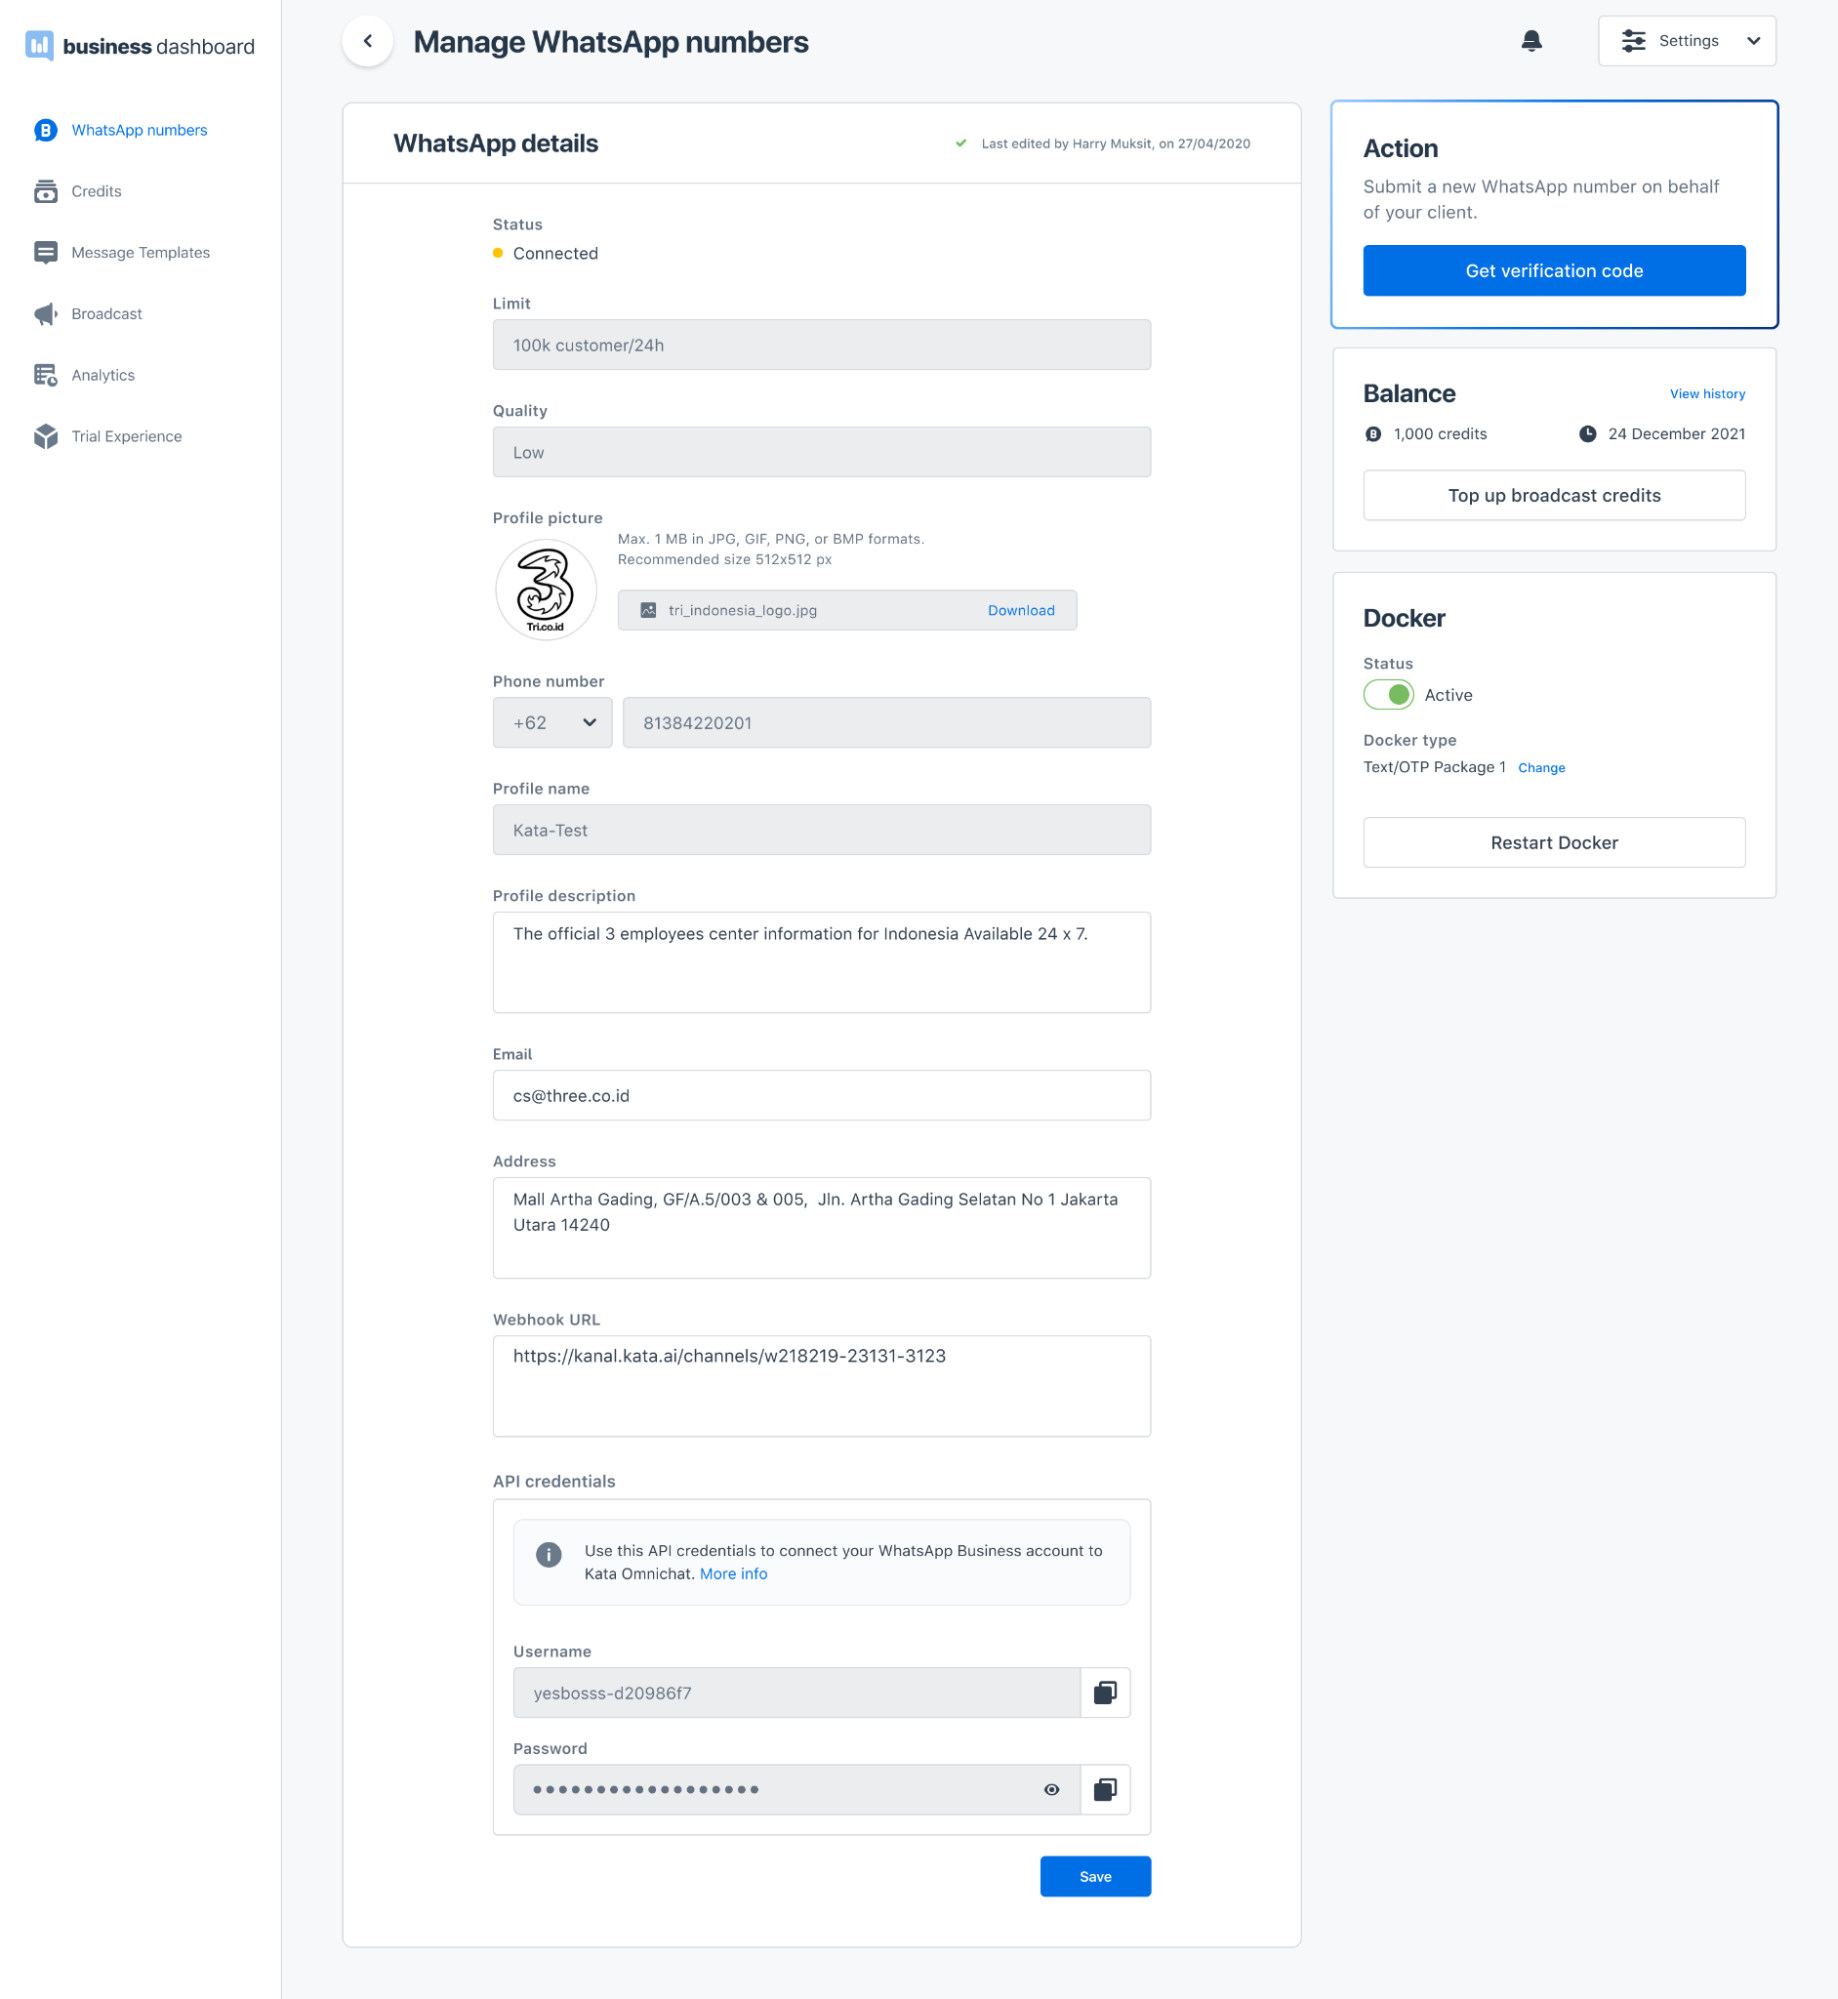 business dashboard
WhatsApp numbers
Credits
Message Templates
Broadcast
Analytics
Trial Experience
Manage WhatsApp numbers
Settings
WhatsApp details
Last edited by Harry Muksit, on 27/04/2020
Status
Connected
Limit
100k customer/24h
Quality
Low
Profile picture
Max. 1 MB in JPG, GIF, PNG, or BMP formats.
Recommended size 512x512 px
3
Tri.co.id
tri_indonesia_logo.jpg
Download
Phone number
+62
81384220201
Profile name
Kata-Test
Profile description
The official 3 employees center information for Indonesia Available 24 x 7.
Email
cs@three.co.id
Address
Mall Artha Gading, GF/A.5/003 & 005,  Jln. Artha Gading Selatan No 1 Jakarta
Utara 14240
Webhook URL
https://kanal.kata.ai/channels/w218219-23131-3123
API credentials
Use this API credentials to connect your WhatsApp Business account to
Kata Omnichat. More info
Username
yesbosss-d20986f7
Password
Save
Action
Submit a new WhatsApp number on behalf
of your client.
Get verification code
Balance
View history
1,000 credits
24 December 2021
Top up broadcast credits
Docker
Status
Active
Docker type
Text/OTP Package 1 Change
Restart Docker